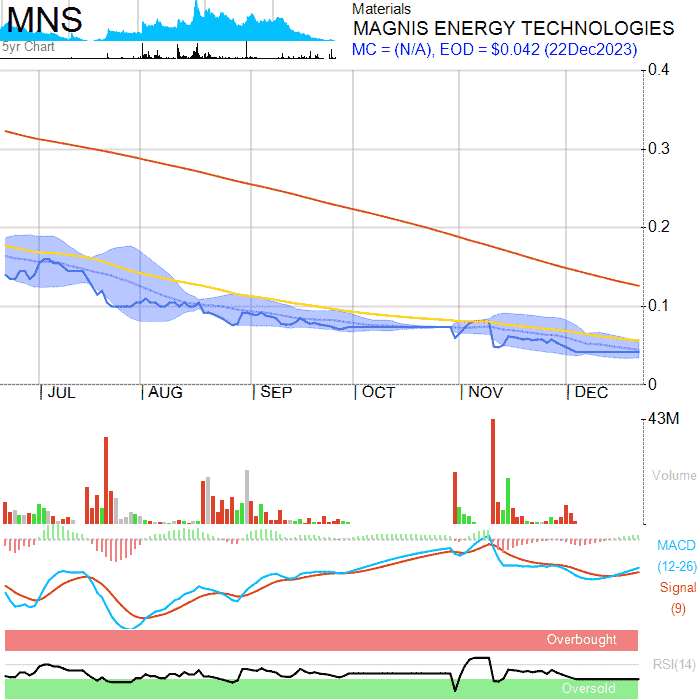 MNS
5yr Chart
Materials
MAGNIS ENERGY TECHNOLOGIES
MC = (N/A), EOD = $0.042 (22Dec2023)
0.4
0.3
0.2
0.1
0
| JUL | AUG | SEP | OCT | NOV | DEC
43M
Volume
MACD
(12-26)
Signal
(9)
Overbought
RSI(14)
Oversold